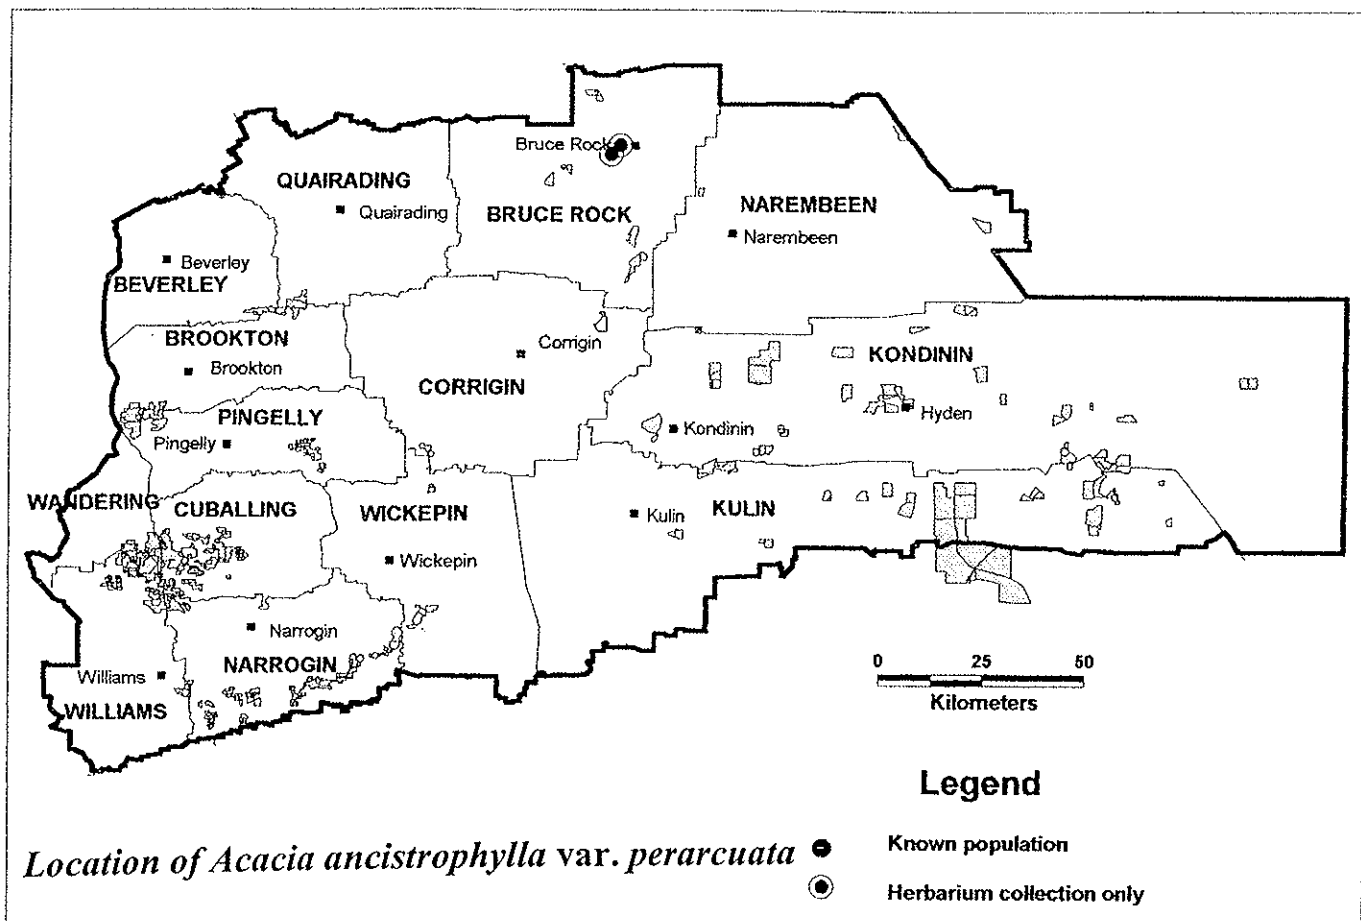 Bruce Rock
QUAIRADING
Quairading
BRUCE ROCK
NAREMBEEN
Narembeen
Beverley
BEVERLEY
BROOKTON
Brookton
Corrigin
CORRIGIN
KONDININ
Hyden
PINGELLY
Pingelly
Kondinin
WANDERING
CUBALLING
WICKEPIN
Wickepin
Kulin
KULIN
Narrogin
NARROGIN
Williams
WILLIAMS
0 25 50
Kilometers
Legend
Known population
Herbarium collection only
Location of Acacia ancistrophylla var. perarcuata